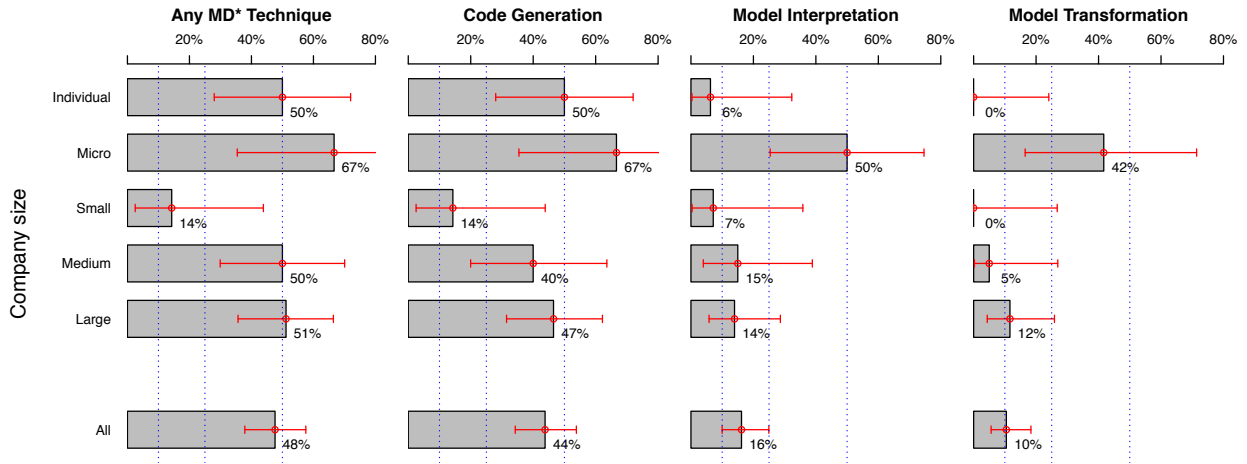 Any MD* Technique Code Generation Model Interpretation Model Transformation
20% 40% 60% 80% 20% 40% 60% 80% 20% 40% 60% 80% 20% 40% 60% 80%
Company size
Individual 50% 50% 6% 0%
Micro 67% 67% 50% 42%
Small 14% 14% 7% 0%
Medium 50% 40% 15% 5%
Large 51% 47% 14% 12%
All 48% 44% 16% 10%